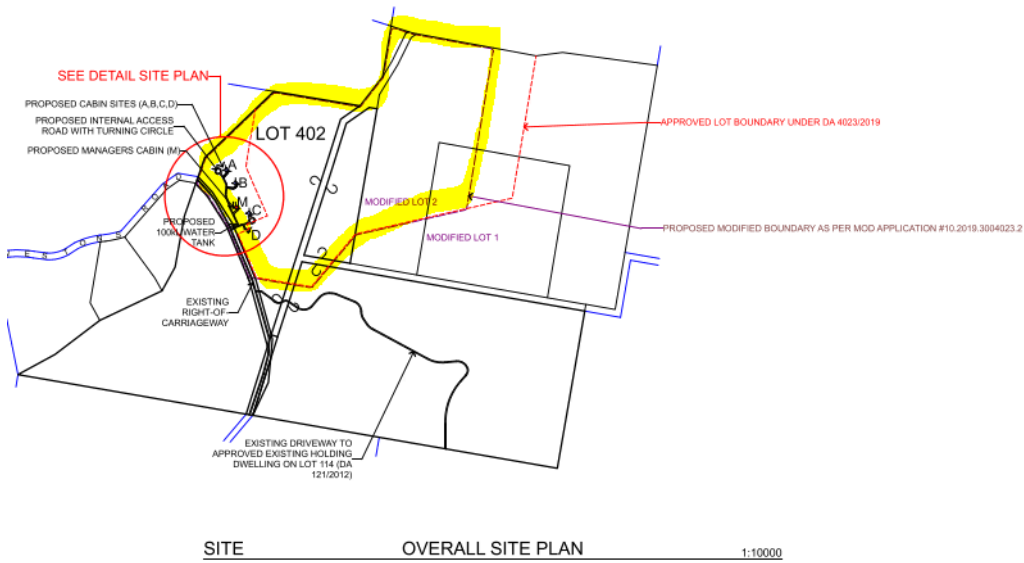 SEE DETAIL SITE PLAN
PROPOSED CABIN SITES (A,B,C,D)
PROPOSED INTERNAL ACCESS
ROAD WITH TURNING CIRCLE
PROPOSED MANAGERS CABIN (M)
LOT 402
A
B
M
C
D
PROPOSED
100kL WATER
TANK
MODIFIED LOT 2
MODIFIED LOT 1
APPROVED LOT BOUNDARY UNDER DA 4023/2019
PROPOSED MODIFIED BOUNDARY AS PER MOD APPLICATION #10.2019.3004023.2
EXISTING
RIGHT-OF-
CARRIAGEWAY
EXISTING DRIVEWAY TO
APPROVED EXISTING HOLDING
DWELLING ON LOT 114 (DA
121/2012)
ROAD
SITE
OVERALL SITE PLAN
1:10000